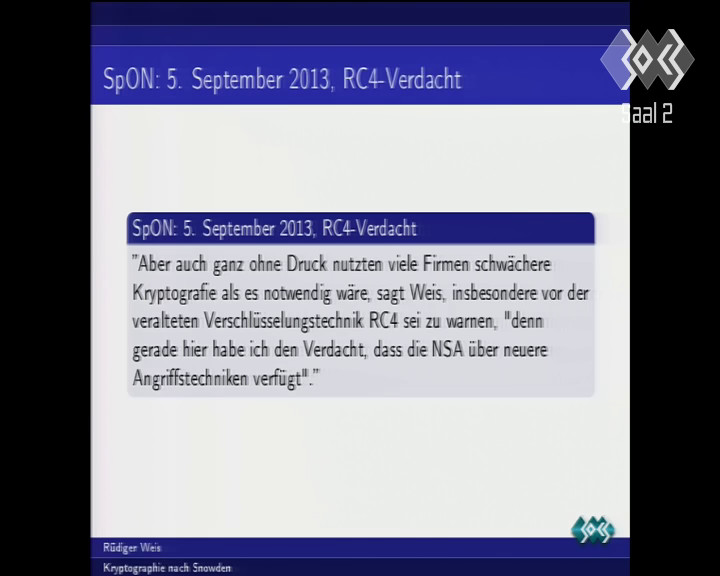 SpON: 5. September 2013, RC4-Verdacht
Saal 2
SpON: 5. September 2013, RC4-Verdacht
"Aber auch ganz ohne Druck nutzten viele Firmen schwächere
Kryptografie als es notwendig wäre, sagt Weis, insbesondere vor der
veralteten Verschlüsselungstechnik RC4 sei zu warnen, "denn
gerade hier habe ich den Verdacht, dass die NSA über neuere
Angriffstechniken verfügt"."
Rüdiger Weis
Kryptographie nach Snowden